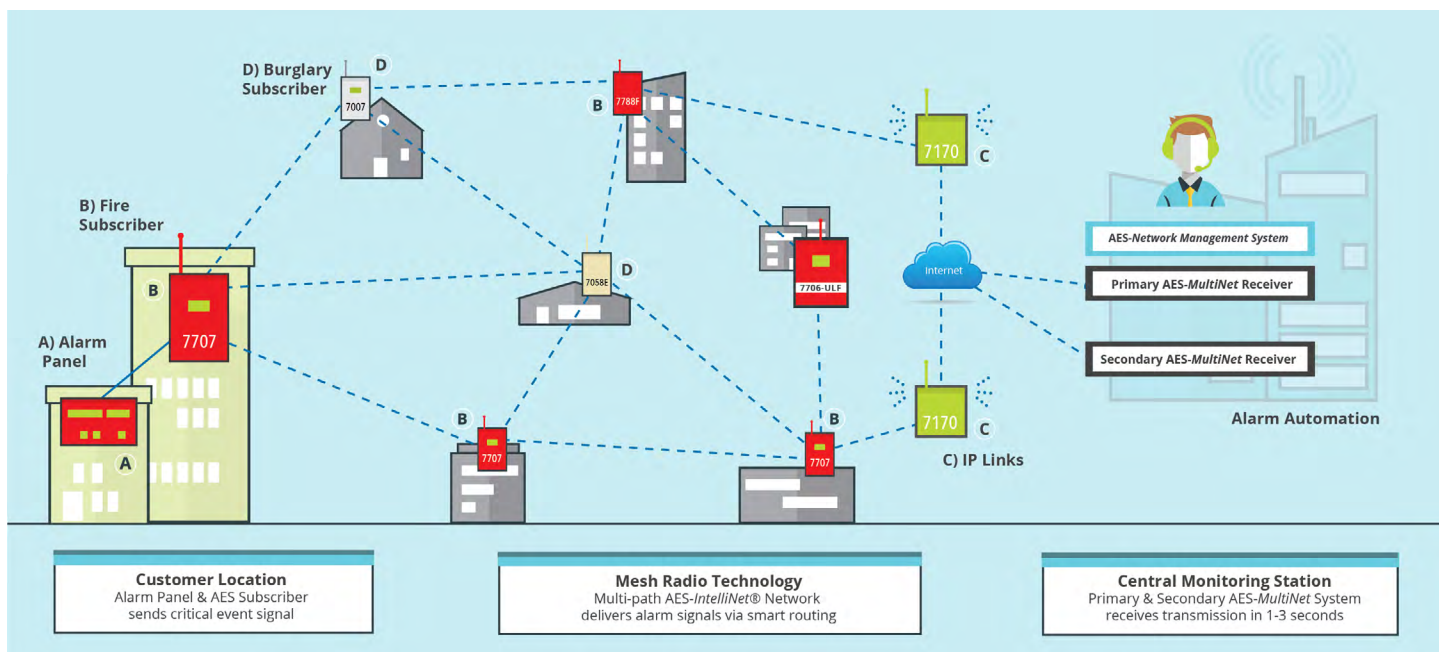 D) Burglary
Subscriber
D
7007
B
7788F
7170
C
B) Fire
Subscriber
B
7707
D
7058E
7706-ULF
internet
AES-Network Management System
Primary AES-MultiNet Receiver
Secondary AES-MultiNet Receiver
Alarm Automation
A) Alarm
Panel
A
B
7707
B
7707
7170
C
C) IP Links
Customer Location
Alarm Panel & AES Subscriber
sends critical event signal
Mesh Radio Technology
Multi-path AES-IntelliNet® Network
delivers alarm signals via smart routing
Central Monitoring Station
Primary & Secondary AES-MultiNet System
receives transmission in 1-3 seconds